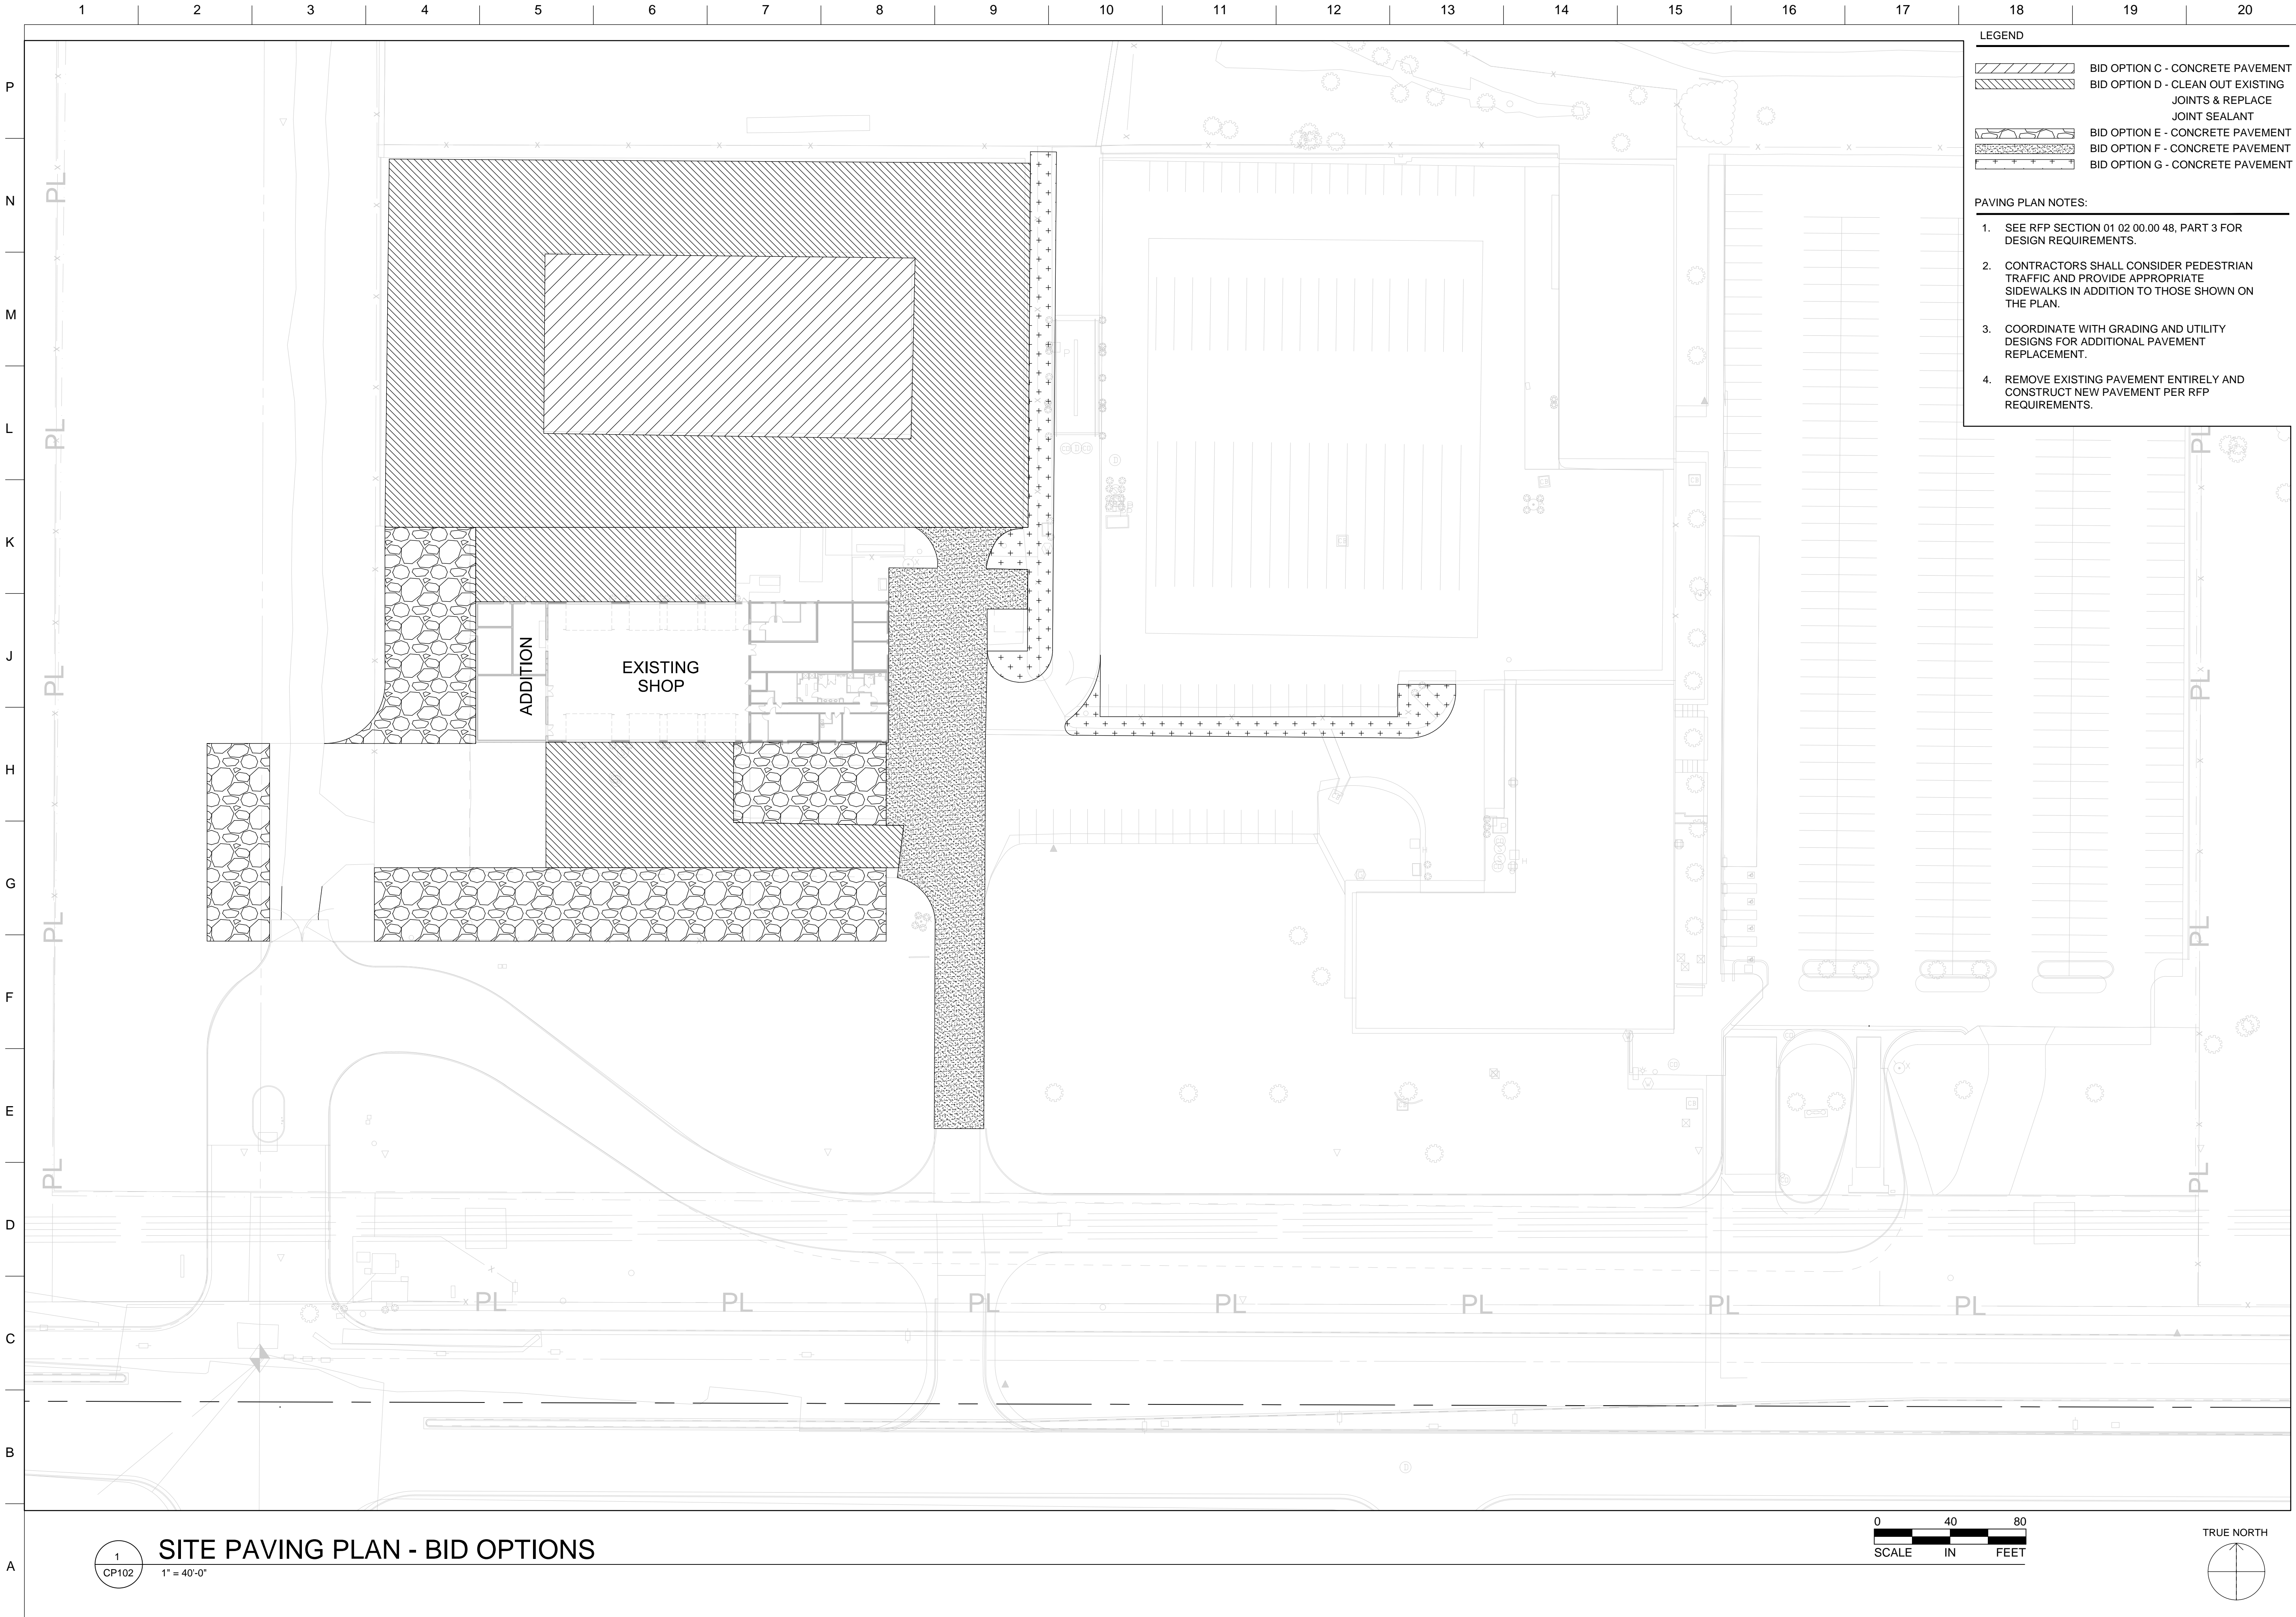 1 2 3 4 5 6 7 8 9 10 11 12 13 14 15 16 17 18 19 20
P
N
M
L
K
J
H
G
F
E
D
C
B
A
LEGEND
BID OPTION C - CONCRETE PAVEMENT
BID OPTION D - CLEAN OUT EXISTING
JOINTS & REPLACE
JOINT SEALANT
BID OPTION E - CONCRETE PAVEMENT
BID OPTION F - CONCRETE PAVEMENT
BID OPTION G - CONCRETE PAVEMENT
PAVING PLAN NOTES:
1. SEE RFP SECTION 01 02 00.00 48, PART 3 FOR
DESIGN REQUIREMENTS.
2. CONTRACTORS SHALL CONSIDER PEDESTRIAN
TRAFFIC AND PROVIDE APPROPRIATE
SIDEWALKS IN ADDITION TO THOSE SHOWN ON
THE PLAN.
3. COORDINATE WITH GRADING AND UTILITY
DESIGNS FOR ADDITIONAL PAVEMENT
REPLACEMENT.
4. REMOVE EXISTING PAVEMENT ENTIRELY AND
CONSTRUCT NEW PAVEMENT PER RFP
REQUIREMENTS.
PL
PL
PL
PL
PL
PL
PL
PL
PL
ADDITION
EXISTING
SHOP
PL PL PL PL PL PL PL
1
CP102
SITE PAVING PLAN - BID OPTIONS
1" = 40'-0"
0 40 80
SCALE IN FEET
TRUE NORTH